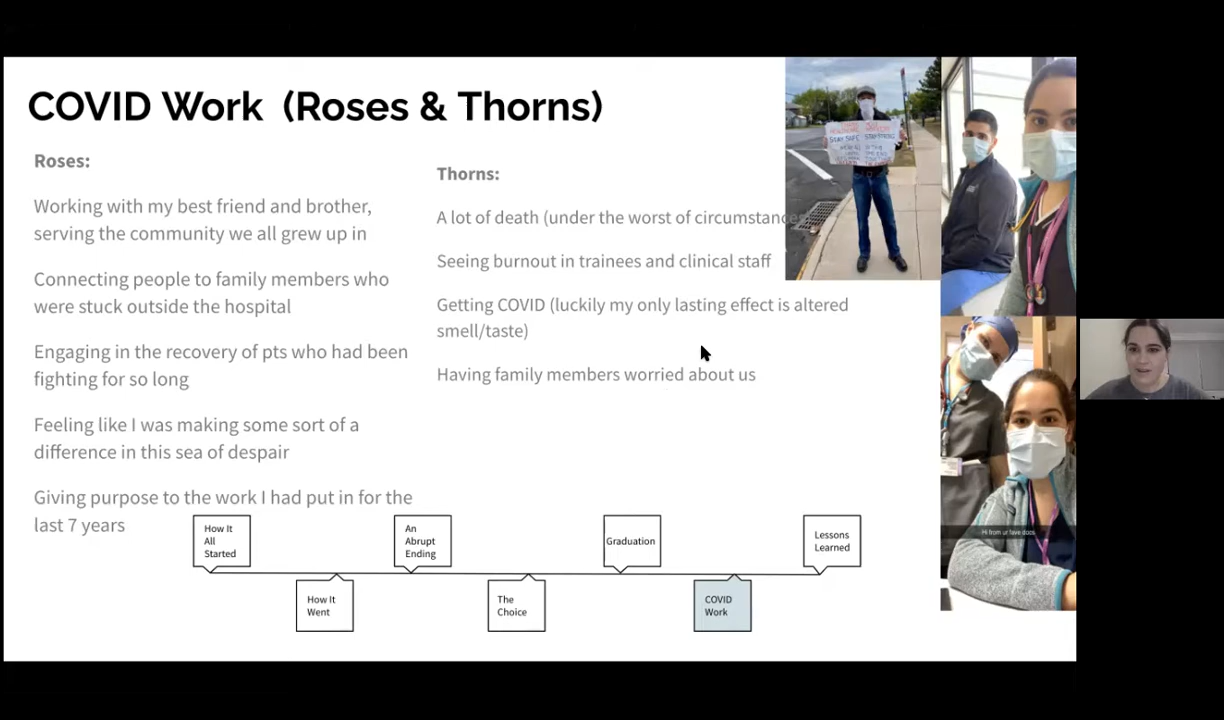 COVID Work (Roses & Thorns)
Roses:
Working with my best friend and brother,
serving the community we all grew up in
Connecting people to family members who
were stuck outside the hospital
Engaging in the recovery of pts who had been
fighting for so long
Feeling like I was making some sort of a
difference in this sea of despair
Giving purpose to the work I had put in for the
last 7 years
Thorns:
A lot of death (under the worst of circumstances
Seeing burnout in trainees and clinical staff
Getting COVID (luckily my only lasting effect is altered
smell/taste)
Having family members worried about us
STAY SAFE STAY STRONG
Hi from ur fave docs
How It
All
Started
How It
Went
An
Abrupt
Ending
The
Choice
Graduation
COVID
Work
Lessons
Learned